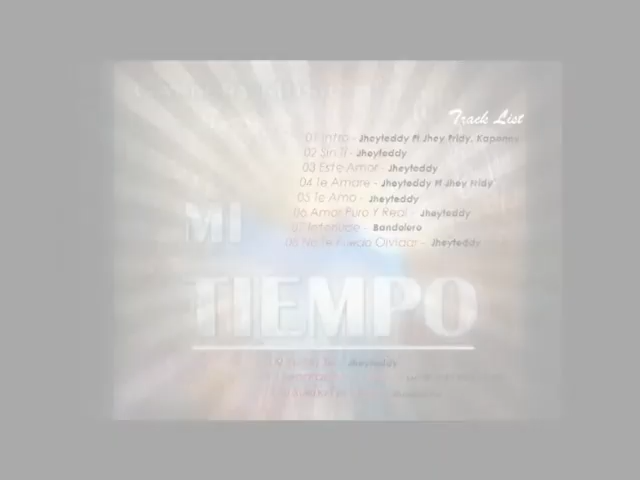 Track List
01 Intro - Jheyteddy Ft Jhey Fridy, Kapenny
02 Sin Ti - Jheyteddy
03 Este Amor - Jheyteddy
04 Te Amare - Jheyteddy Ft Jhey Fridy
05 Te Amo - Jheyteddy
06 Amor Puro Y Real - Jheyteddy
07 Interlude - Bandolero
08 No Te Puedo Olvidar - Jheyteddy
MI
TIEMPO
Jheyteddy